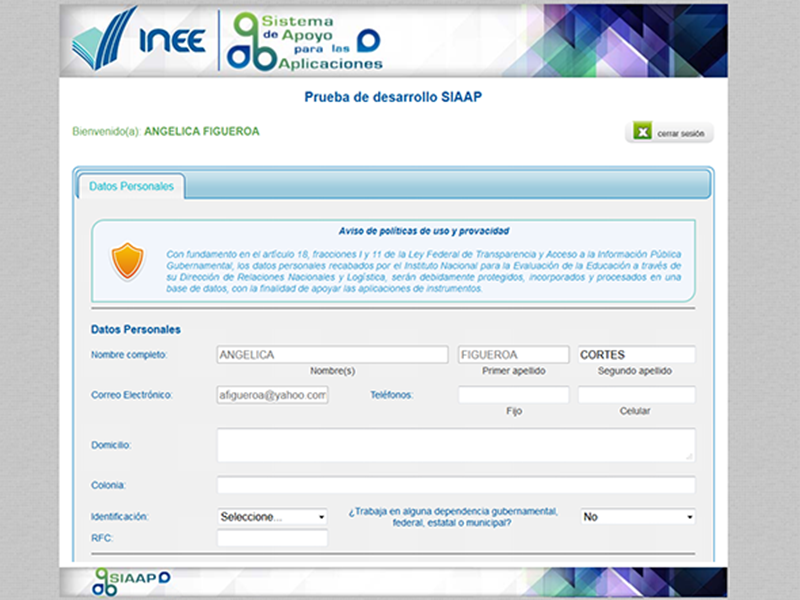 INEE
Sistema
de Apoyo
para las
Aplicaciones
Prueba de desarrollo SIAAP
Bienvenido(a): ANGELICA FIGUEROA
cerrar sesión
Datos Personales
Aviso de políticas de uso y provacidad
Con fundamento en el artículo 18, fracciones I y 11 de la Ley Federal de Transparencia y Acceso a la Información Pública
Gubernamental, los datos personales recabados por el Instituto Nacional para la Evaluación de la Educación a través de
su Dirección de Relaciones Nacionales y Logística, serán debidamente protegidos, incorporados y procesados en una
base de datos, con la finalidad de apoyar las aplicaciones de instrumentos.
Datos Personales
Nombre completo: ANGELICA FIGUEROA CORTES
Nombre(s) Primer apellido Segundo apellido
Correo Electrónico: afigueroa@yahoo.com Teléfonos:
Fijo Celular
Domicilio:
Colonia:
Identificación: Seleccione... ¿Trabaja en alguna dependencia gubernamental, No
federal, estatal o municipal?
RFC:
SIAAP